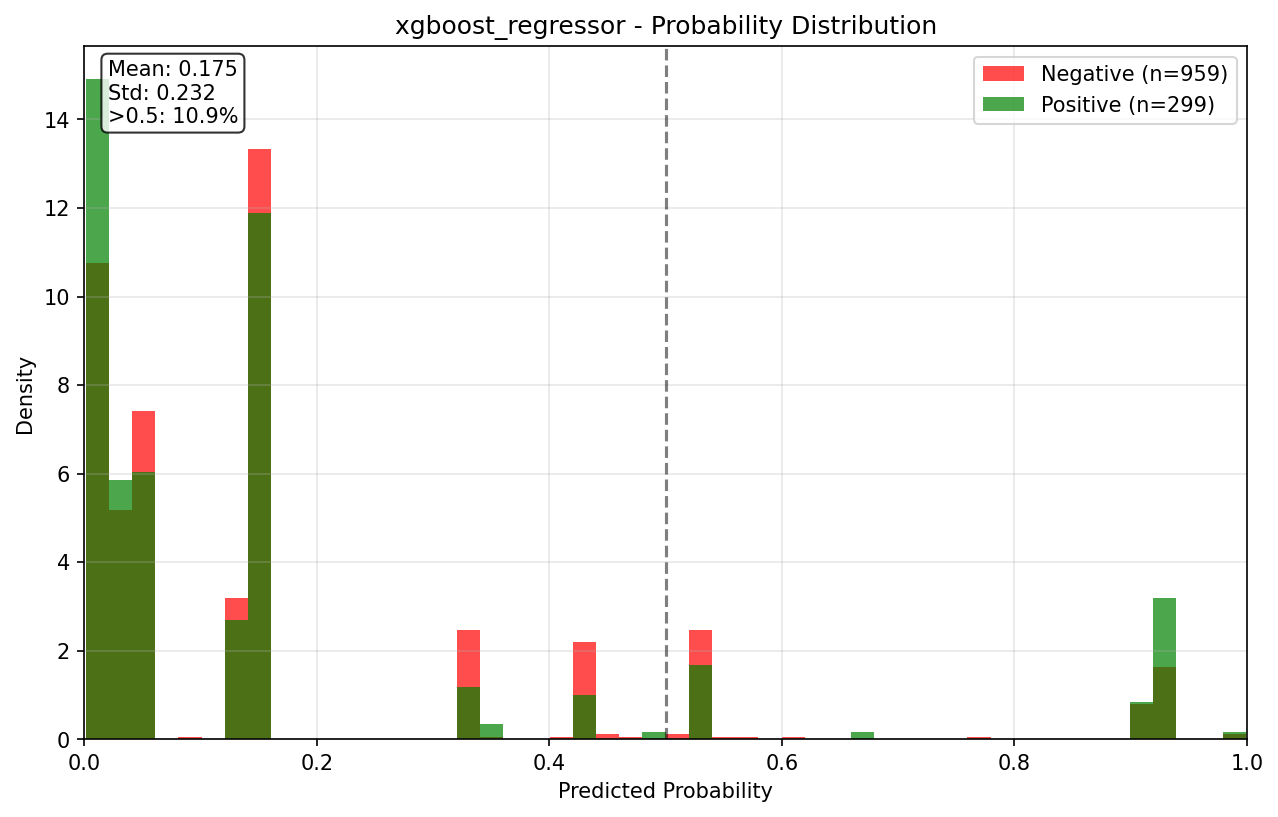 xgboost_regressor - Probability Distribution
Mean: 0.175
Std: 0.232
>0.5: 10.9%
Negative (n=959)
Positive (n=299)
Density
14
12
10
8
6
4
2
0
0.0 0.2 0.4 0.6 0.8 1.0
Predicted Probability